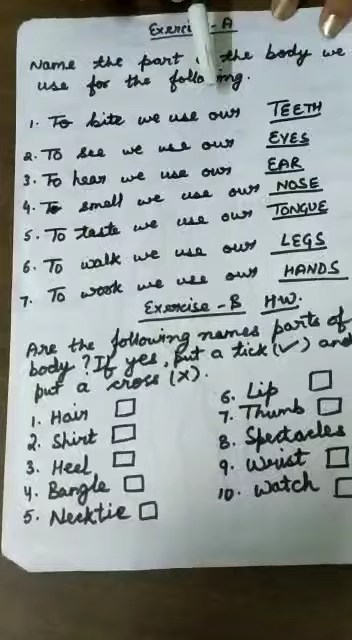 Exercise-A
Name the part the body we
use for the following.
1. To bite we use our TEETH
2. To see we use our EYES
3. To hear we use our EAR
4. To smell we use our NOSE
5. To taste we use our TONGUE
6. To walk we use our LEGS
7. To work we use our HANDS
Exercise-B HW.
Are the following names parts of
body? If yes, put a tick (✓) and
put a cross (X).
1. Hair
2. Shirt
3. Heel
4. Bangle
5. Necktie
6. Lip
7. Thumb
8. Spectacles
9. Wrist
10. Watch